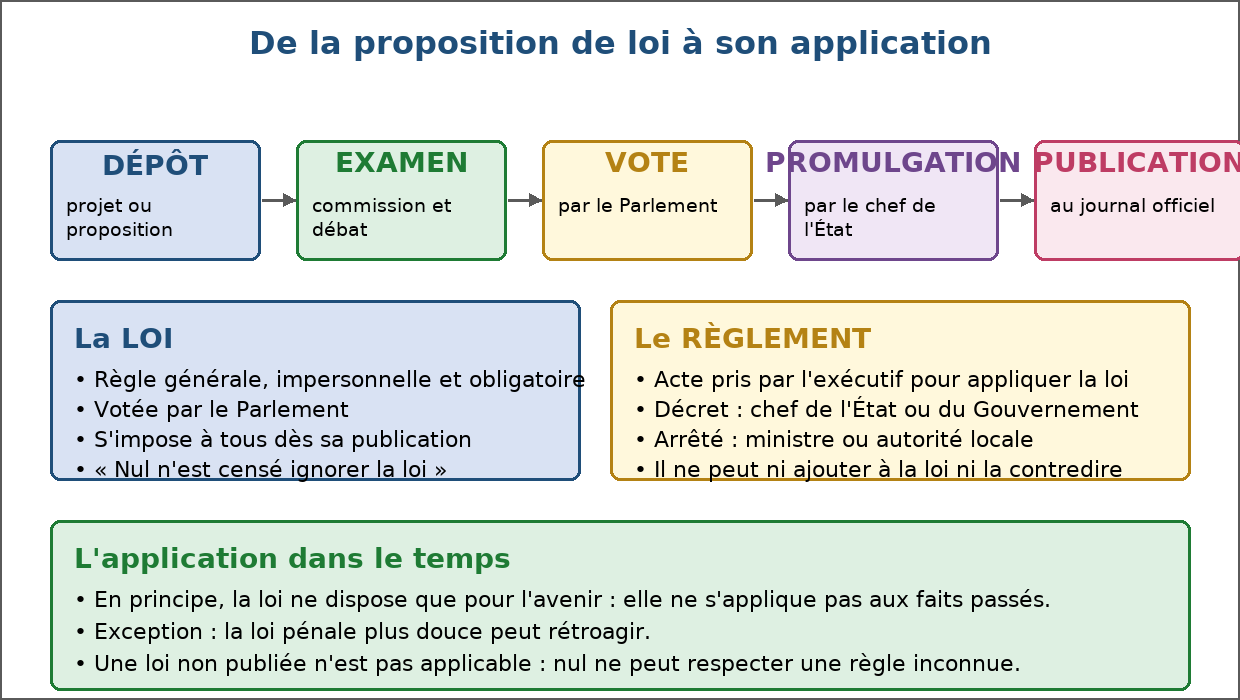 De la proposition de loi à son application
DÉPÔT
projet ou
proposition
EXAMEN
commission et
débat
VOTE
par le Parlement
PROMULGATION
par le chef de
l'État
PUBLICATION
au journal officiel
La LOI
• Règle générale, impersonnelle et obligatoire
• Votée par le Parlement
• S'impose à tous dès sa publication
• « Nul n'est censé ignorer la loi »
Le RÈGLEMENT
• Acte pris par l'exécutif pour appliquer la loi
• Décret : chef de l'État ou du Gouvernement
• Arrêté : ministre ou autorité locale
• Il ne peut ni ajouter à la loi ni la contredire
L'application dans le temps
• En principe, la loi ne dispose que pour l'avenir : elle ne s'applique pas aux faits passés.
• Exception : la loi pénale plus douce peut rétroagir.
• Une loi non publiée n'est pas applicable : nul ne peut respecter une règle inconnue.